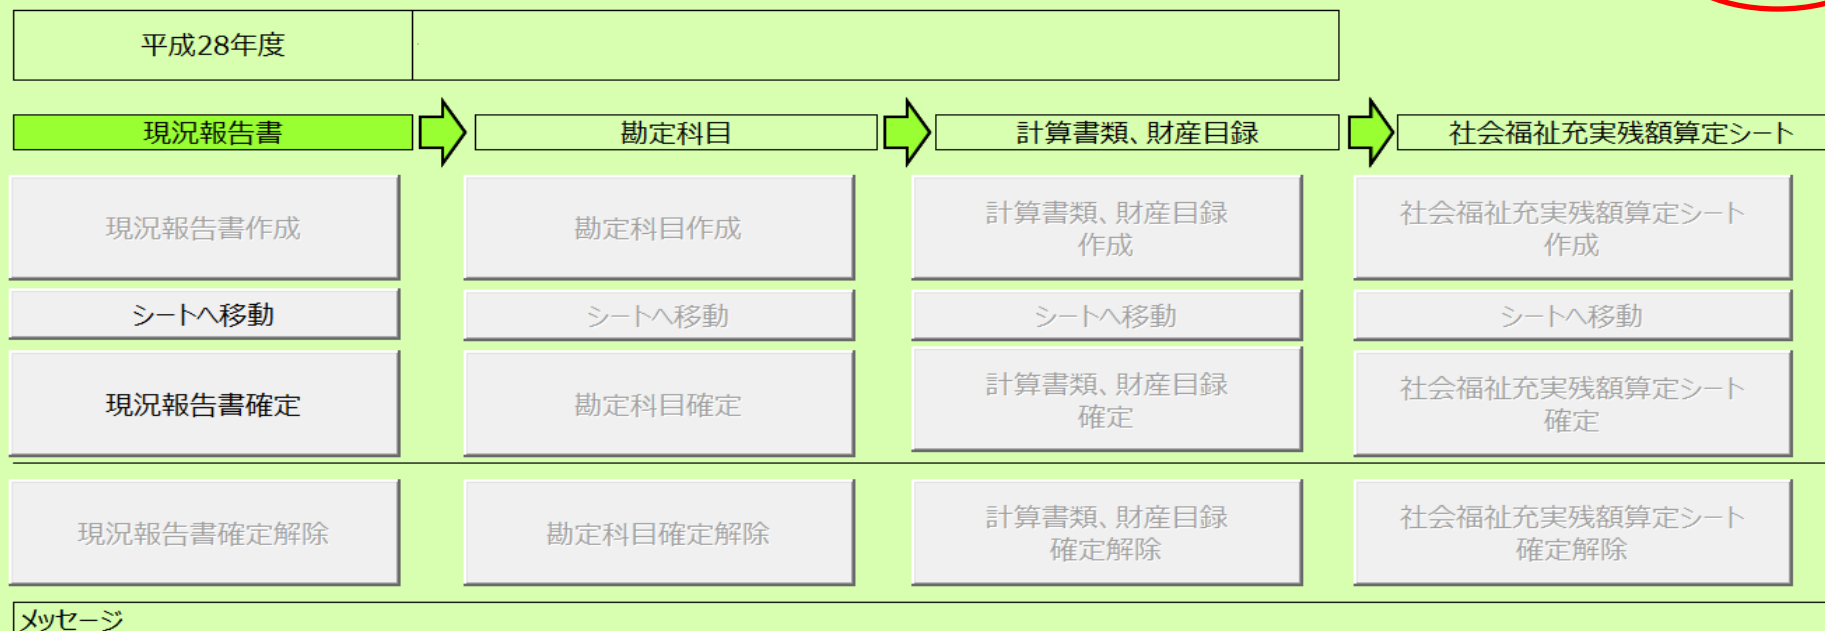 平成28年度
現況報告書 勘定科目 計算書類、財産目録 社会福祉充実残額算定シート
現況報告書作成 勘定科目作成 計算書類、財産目録 社会福祉充実残額算定シート
作成 作成
シートへ移動 シートへ移動 シートへ移動 シートへ移動
現況報告書確定 勘定科目確定 計算書類、財産目録 社会福祉充実残額算定シート
確定 確定
現況報告書確定解除 勘定科目確定解除 計算書類、財産目録 社会福祉充実残額算定シート
確定解除 確定解除
メッセージ